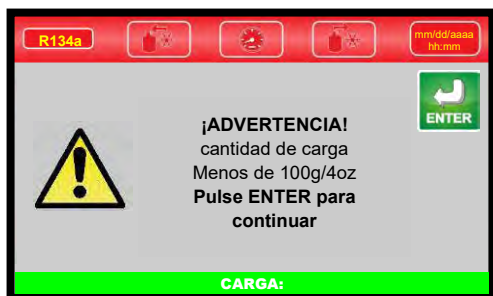 R134a
mm/dd/aaaa
hh:mm
ENTER
¡ADVERTENCIA!
cantidad de carga
Menos de 100g/4oz
Pulse ENTER para
continuar
CARGA: